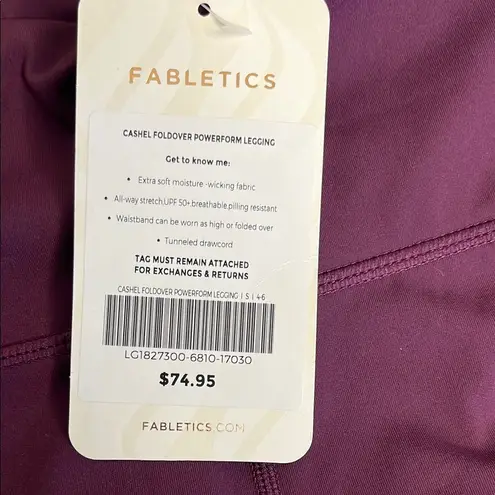 FABLETICS
CASHEL FOLDOVER POWERFORM LEGGING
Get to know me:
• Extra soft moisture -wicking fabric
• All-way stretch,UPF 50+ breathable,pilling resistant
• Waistband can be worn as high or folded over
• Tunneled drawcord
TAG MUST REMAIN ATTACHED
FOR EXCHANGES & RETURNS
CASHEL FOLDOVER POWERFORM LEGGING | S | 4-6
LG1827300-6810-17030
$74.95
FABLETICS.COM